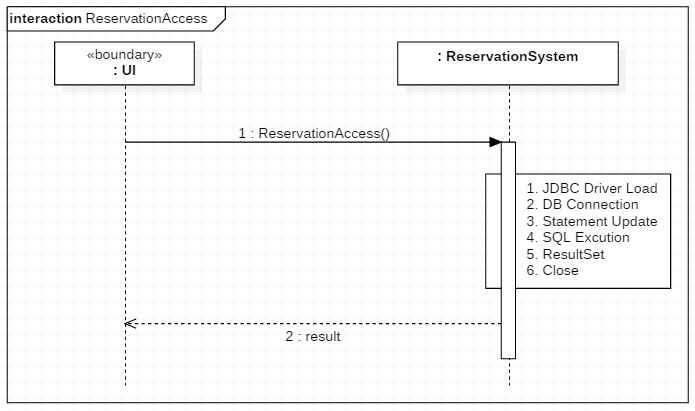 interaction ReservationAccess
«boundary»
: UI
: ReservationSystem
1 : ReservationAccess()
1. JDBC Driver Load
2. DB Connection
3. Statement Update
4. SQL Excution
5. ResultSet
6. Close
2 : result